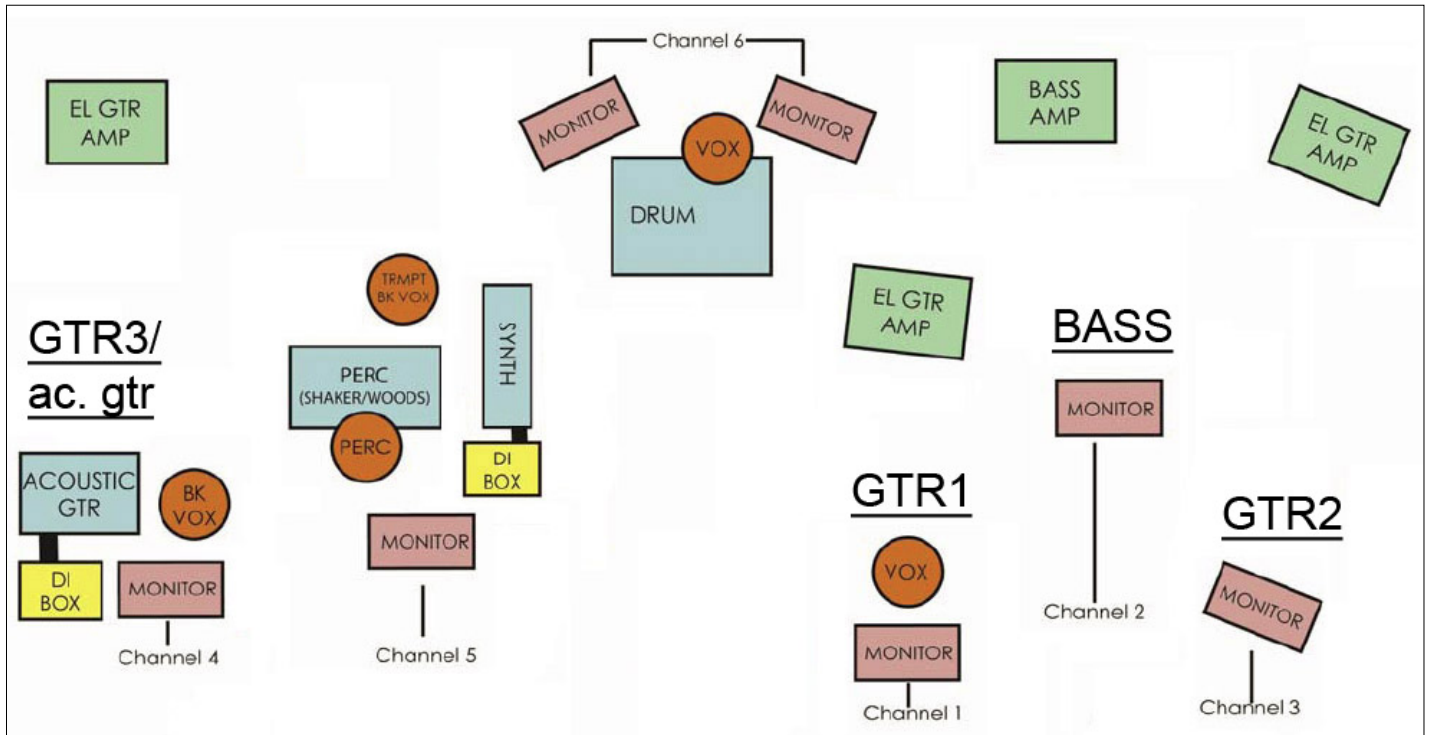 Channel 6
EL GTR
AMP
MONITOR
MONITOR
BASS
AMP
EL GTR
AMP
VOX
DRUM
TRMPT
BK VOX
SYNTH
EL GTR
AMP
GTR3/
ac. gtr
BASS
PERC
(SHAKER/WOODS)
PERC
MONITOR
DI
BOX
ACOUSTIC
GTR
BK
VOX
GTR1
GTR2
MONITOR
VOX
DI
BOX
MONITOR
MONITOR
Channel 2
MONITOR
Channel 4
Channel 5
Channel 1
Channel 3